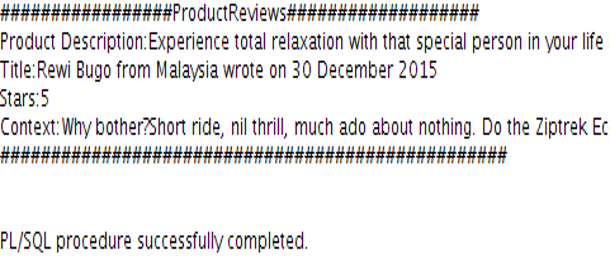 #################ProductReviews###################
Product Description:Experience total relaxation with that special person in your life
Title:Rewi Bugo from Malaysia wrote on 30 December 2015
Stars:5
Context:Why bother?Short ride, nil thrill, much ado about nothing. Do the Ziptrek Ec
##################################################
PL/SQL procedure successfully completed.